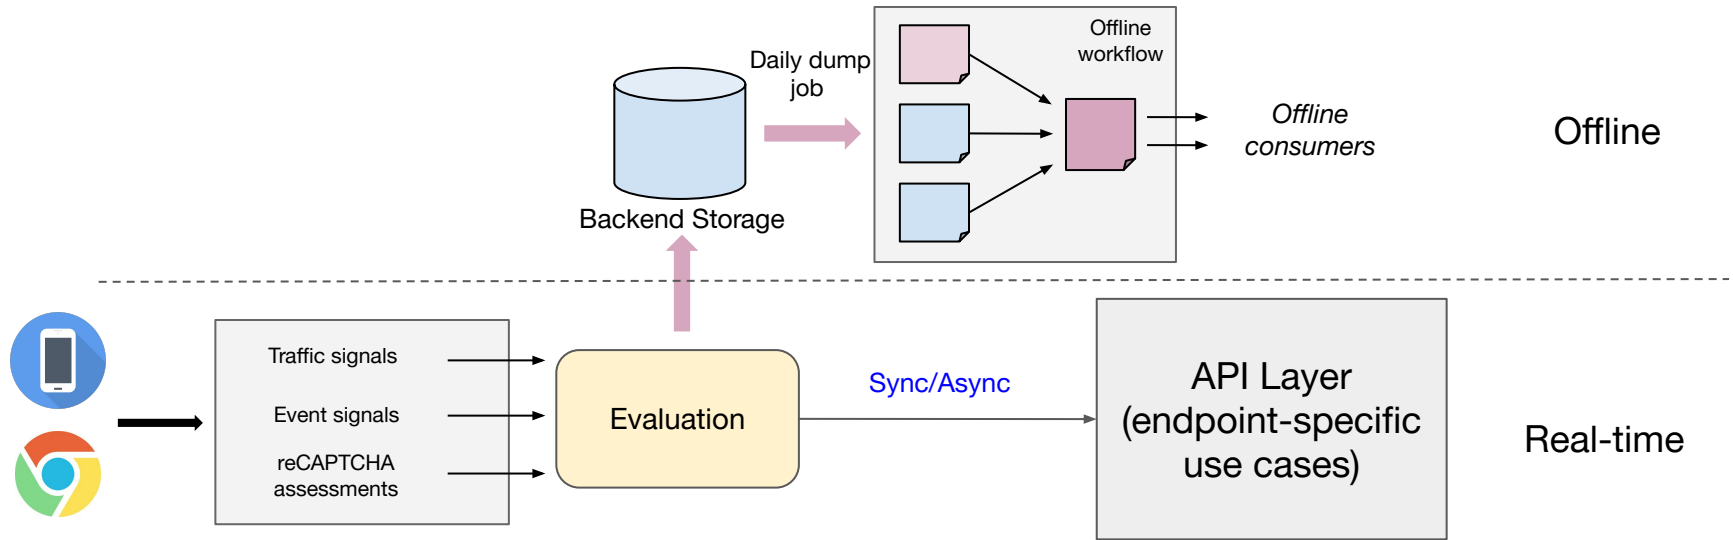 Daily dump
job
Offline
workflow
Offline
consumers
Offline
Backend Storage
Traffic signals
Event signals
reCAPTCHA
assessments
Evaluation
Sync/Async
API Layer
(endpoint-specific
use cases)
Real-time